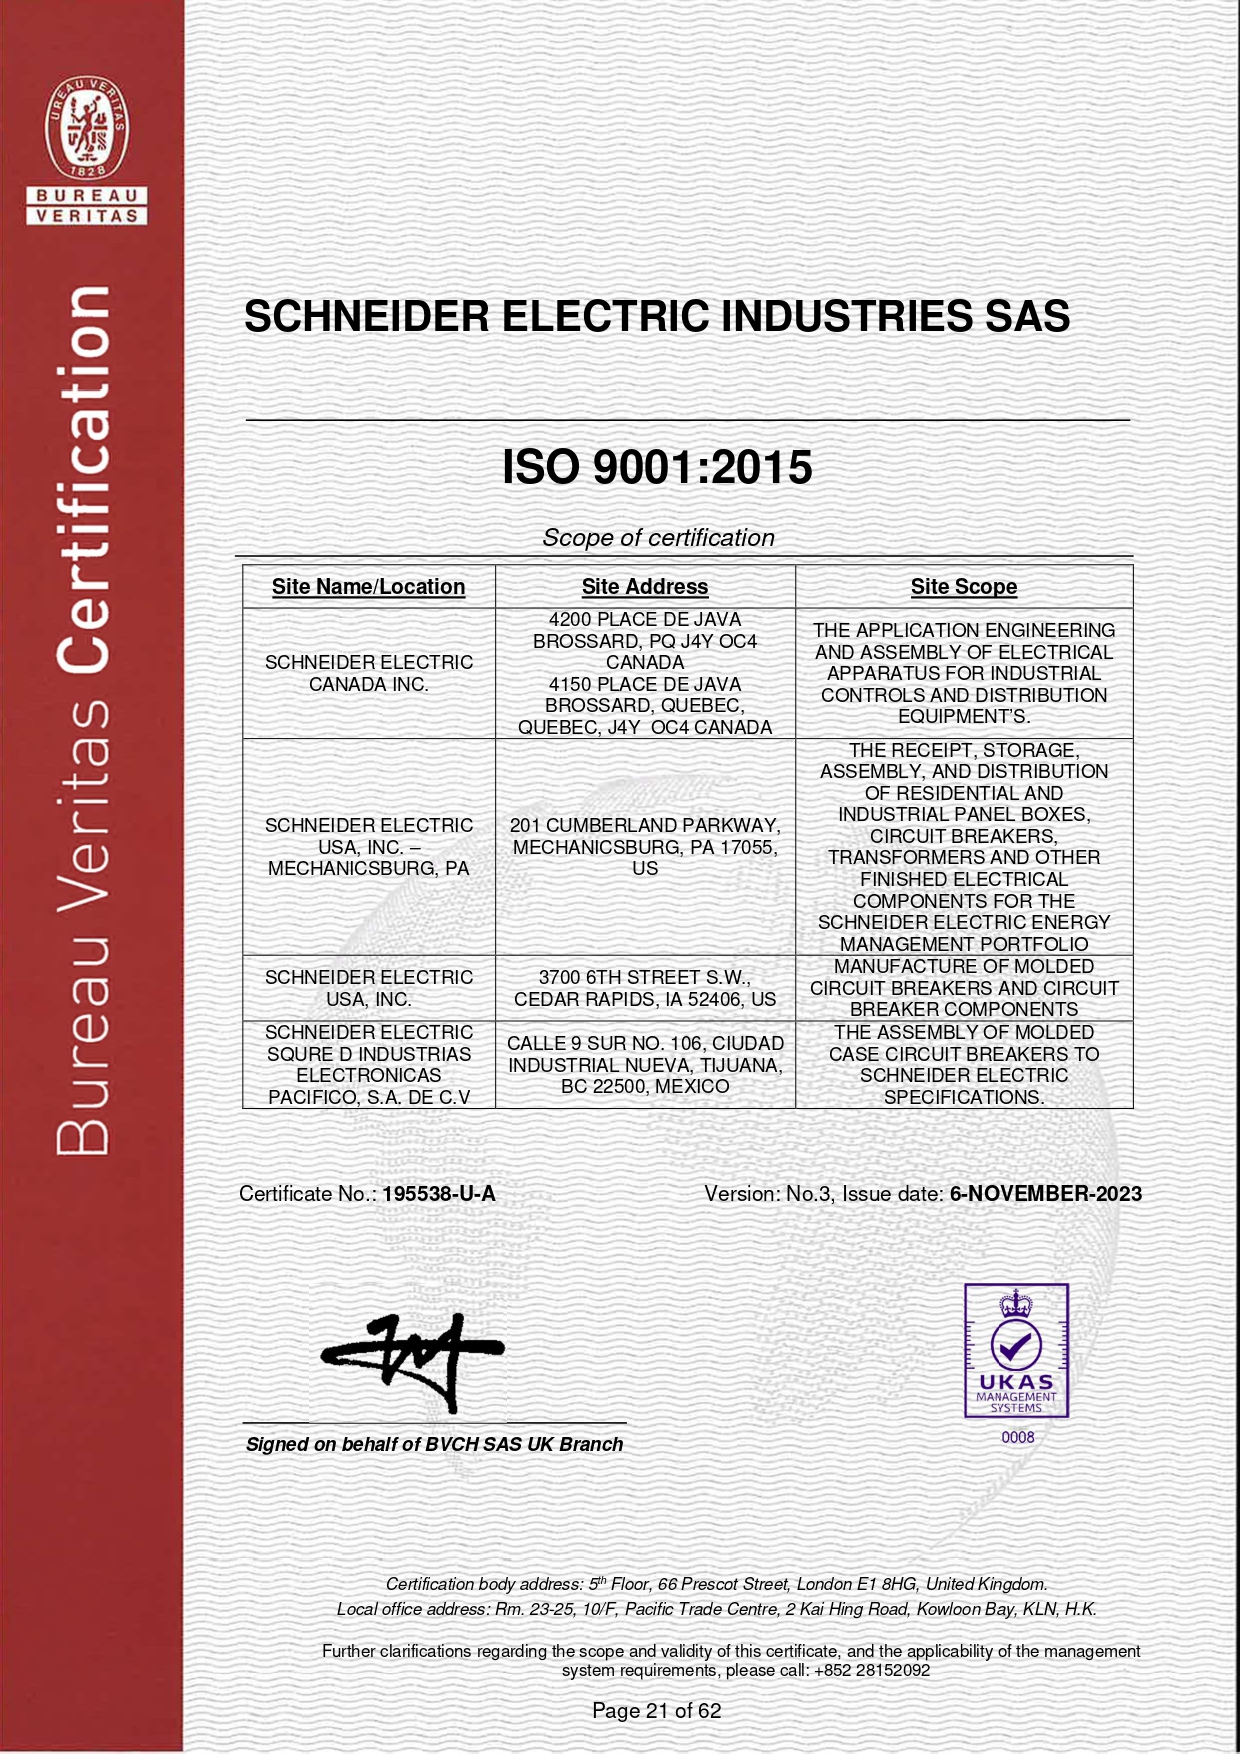 BUREAU VERITAS
1828
BUREAU
VERITAS
Bureau Veritas Certification
SCHNEIDER ELECTRIC INDUSTRIES SAS
ISO 9001:2015
Scope of certification
Site Name/Location
Site Address
Site Scope
SCHNEIDER ELECTRIC
CANADA INC.
4200 PLACE DE JAVA
BROSSARD, PQ J4Y OC4
CANADA
4150 PLACE DE JAVA
BROSSARD, QUEBEC,
QUEBEC, J4Y  OC4 CANADA
THE APPLICATION ENGINEERING
AND ASSEMBLY OF ELECTRICAL
APPARATUS FOR INDUSTRIAL
CONTROLS AND DISTRIBUTION
EQUIPMENT’S.
SCHNEIDER ELECTRIC
USA, INC. –
MECHANICSBURG, PA
201 CUMBERLAND PARKWAY,
MECHANICSBURG, PA 17055,
US
THE RECEIPT, STORAGE,
ASSEMBLY, AND DISTRIBUTION
OF RESIDENTIAL AND
INDUSTRIAL PANEL BOXES,
CIRCUIT BREAKERS,
TRANSFORMERS AND OTHER
FINISHED ELECTRICAL
COMPONENTS FOR THE
SCHNEIDER ELECTRIC ENERGY
MANAGEMENT PORTFOLIO
SCHNEIDER ELECTRIC
USA, INC.
3700 6TH STREET S.W.,
CEDAR RAPIDS, IA 52406, US
MANUFACTURE OF MOLDED
CIRCUIT BREAKERS AND CIRCUIT
BREAKER COMPONENTS
SCHNEIDER ELECTRIC
SQURE D INDUSTRIAS
ELECTRONICAS
PACIFICO, S.A. DE C.V
CALLE 9 SUR NO. 106, CIUDAD
INDUSTRIAL NUEVA, TIJUANA,
BC 22500, MEXICO
THE ASSEMBLY OF MOLDED
CASE CIRCUIT BREAKERS TO
SCHNEIDER ELECTRIC
SPECIFICATIONS.
Certificate No.: 195538-U-A
Version: No.3, Issue date: 6-NOVEMBER-2023
Signed on behalf of BVCH SAS UK Branch
UKAS
MANAGEMENT
SYSTEMS
0008
Certification body address: 5th Floor, 66 Prescot Street, London E1 8HG, United Kingdom.
Local office address: Rm. 23-25, 10/F, Pacific Trade Centre, 2 Kai Hing Road, Kowloon Bay, KLN, H.K.
Further clarifications regarding the scope and validity of this certificate, and the applicability of the management
system requirements, please call: +852 28152092
Page 21 of 62